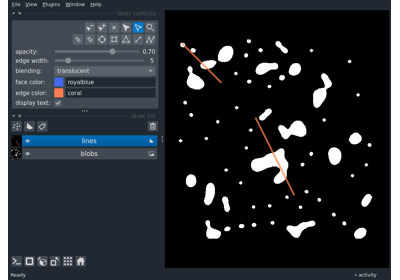 File View Plugins Window Help
layer controls
opacity: 0.70
edge width: 5
blending: translucent
face color: royalblue
edge color: coral
display text:
layer list
lines
blobs
Ready activity